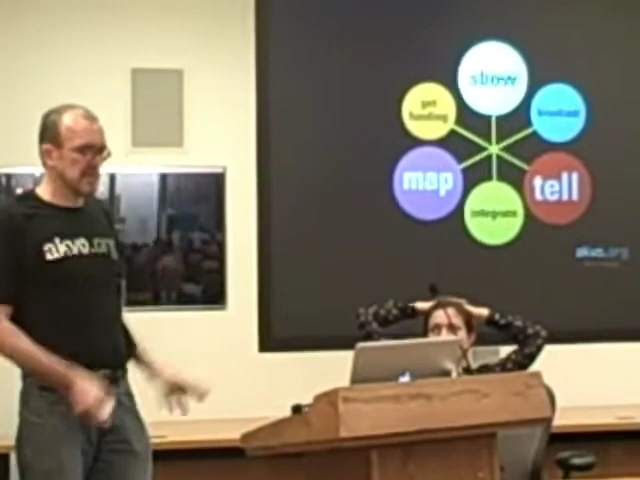 show
get
funding
broadcast
map
tell
integrate
akvo.org
akvo.org